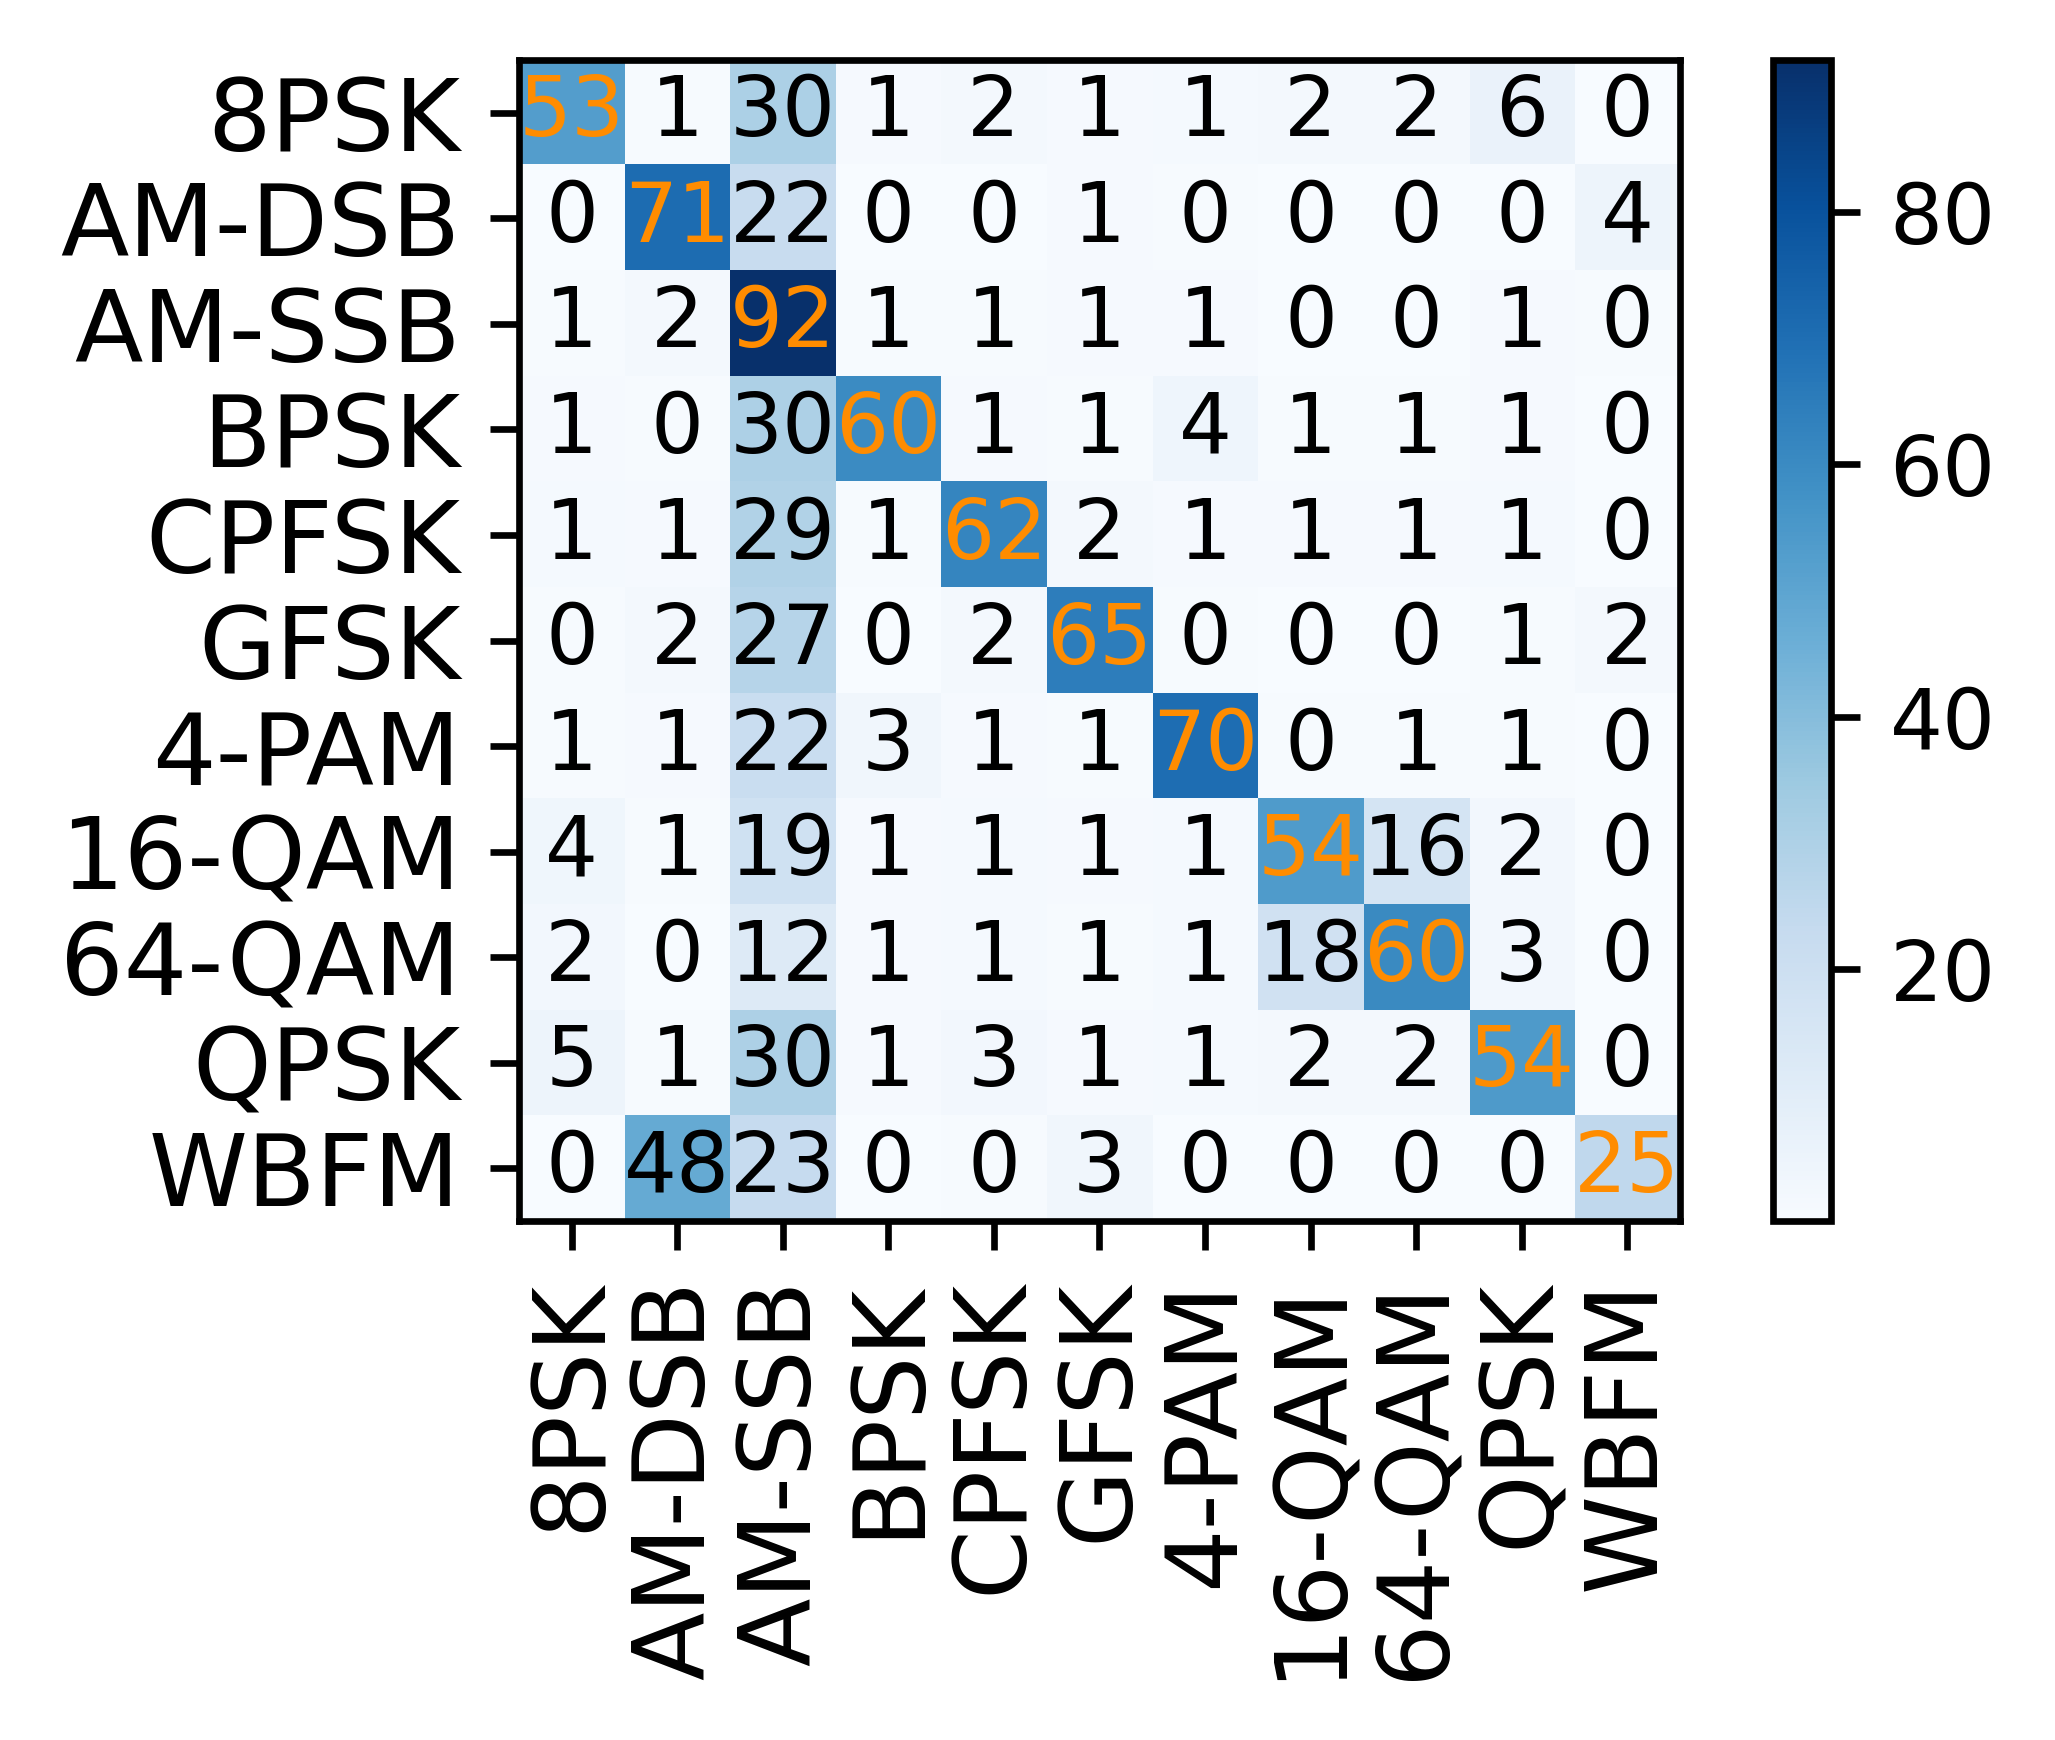 8PSK 53 1 30 1 2 1 1 2 2 6 0
AM-DSB 0 71 22 0 0 1 0 0 0 0 4
AM-SSB 1 2 92 1 1 1 1 0 0 1 0
BPSK 1 0 30 60 1 1 4 1 1 1 0
CPFSK 1 1 29 1 62 2 1 1 1 1 0
GFSK 0 2 27 0 2 65 0 0 0 1 2
4-PAM 1 1 22 3 1 1 70 0 1 1 0
16-QAM 4 1 19 1 1 1 1 54 16 2 0
64-QAM 2 0 12 1 1 1 1 18 60 3 0
QPSK 5 1 30 1 3 1 1 2 2 54 0
WBFM 0 48 23 0 0 3 0 0 0 0 25
8PSK
AM-DSB
AM-SSB
BPSK
CPFSK
GFSK
4-PAM
16-QAM
64-QAM
QPSK
WBFM
80
60
40
20